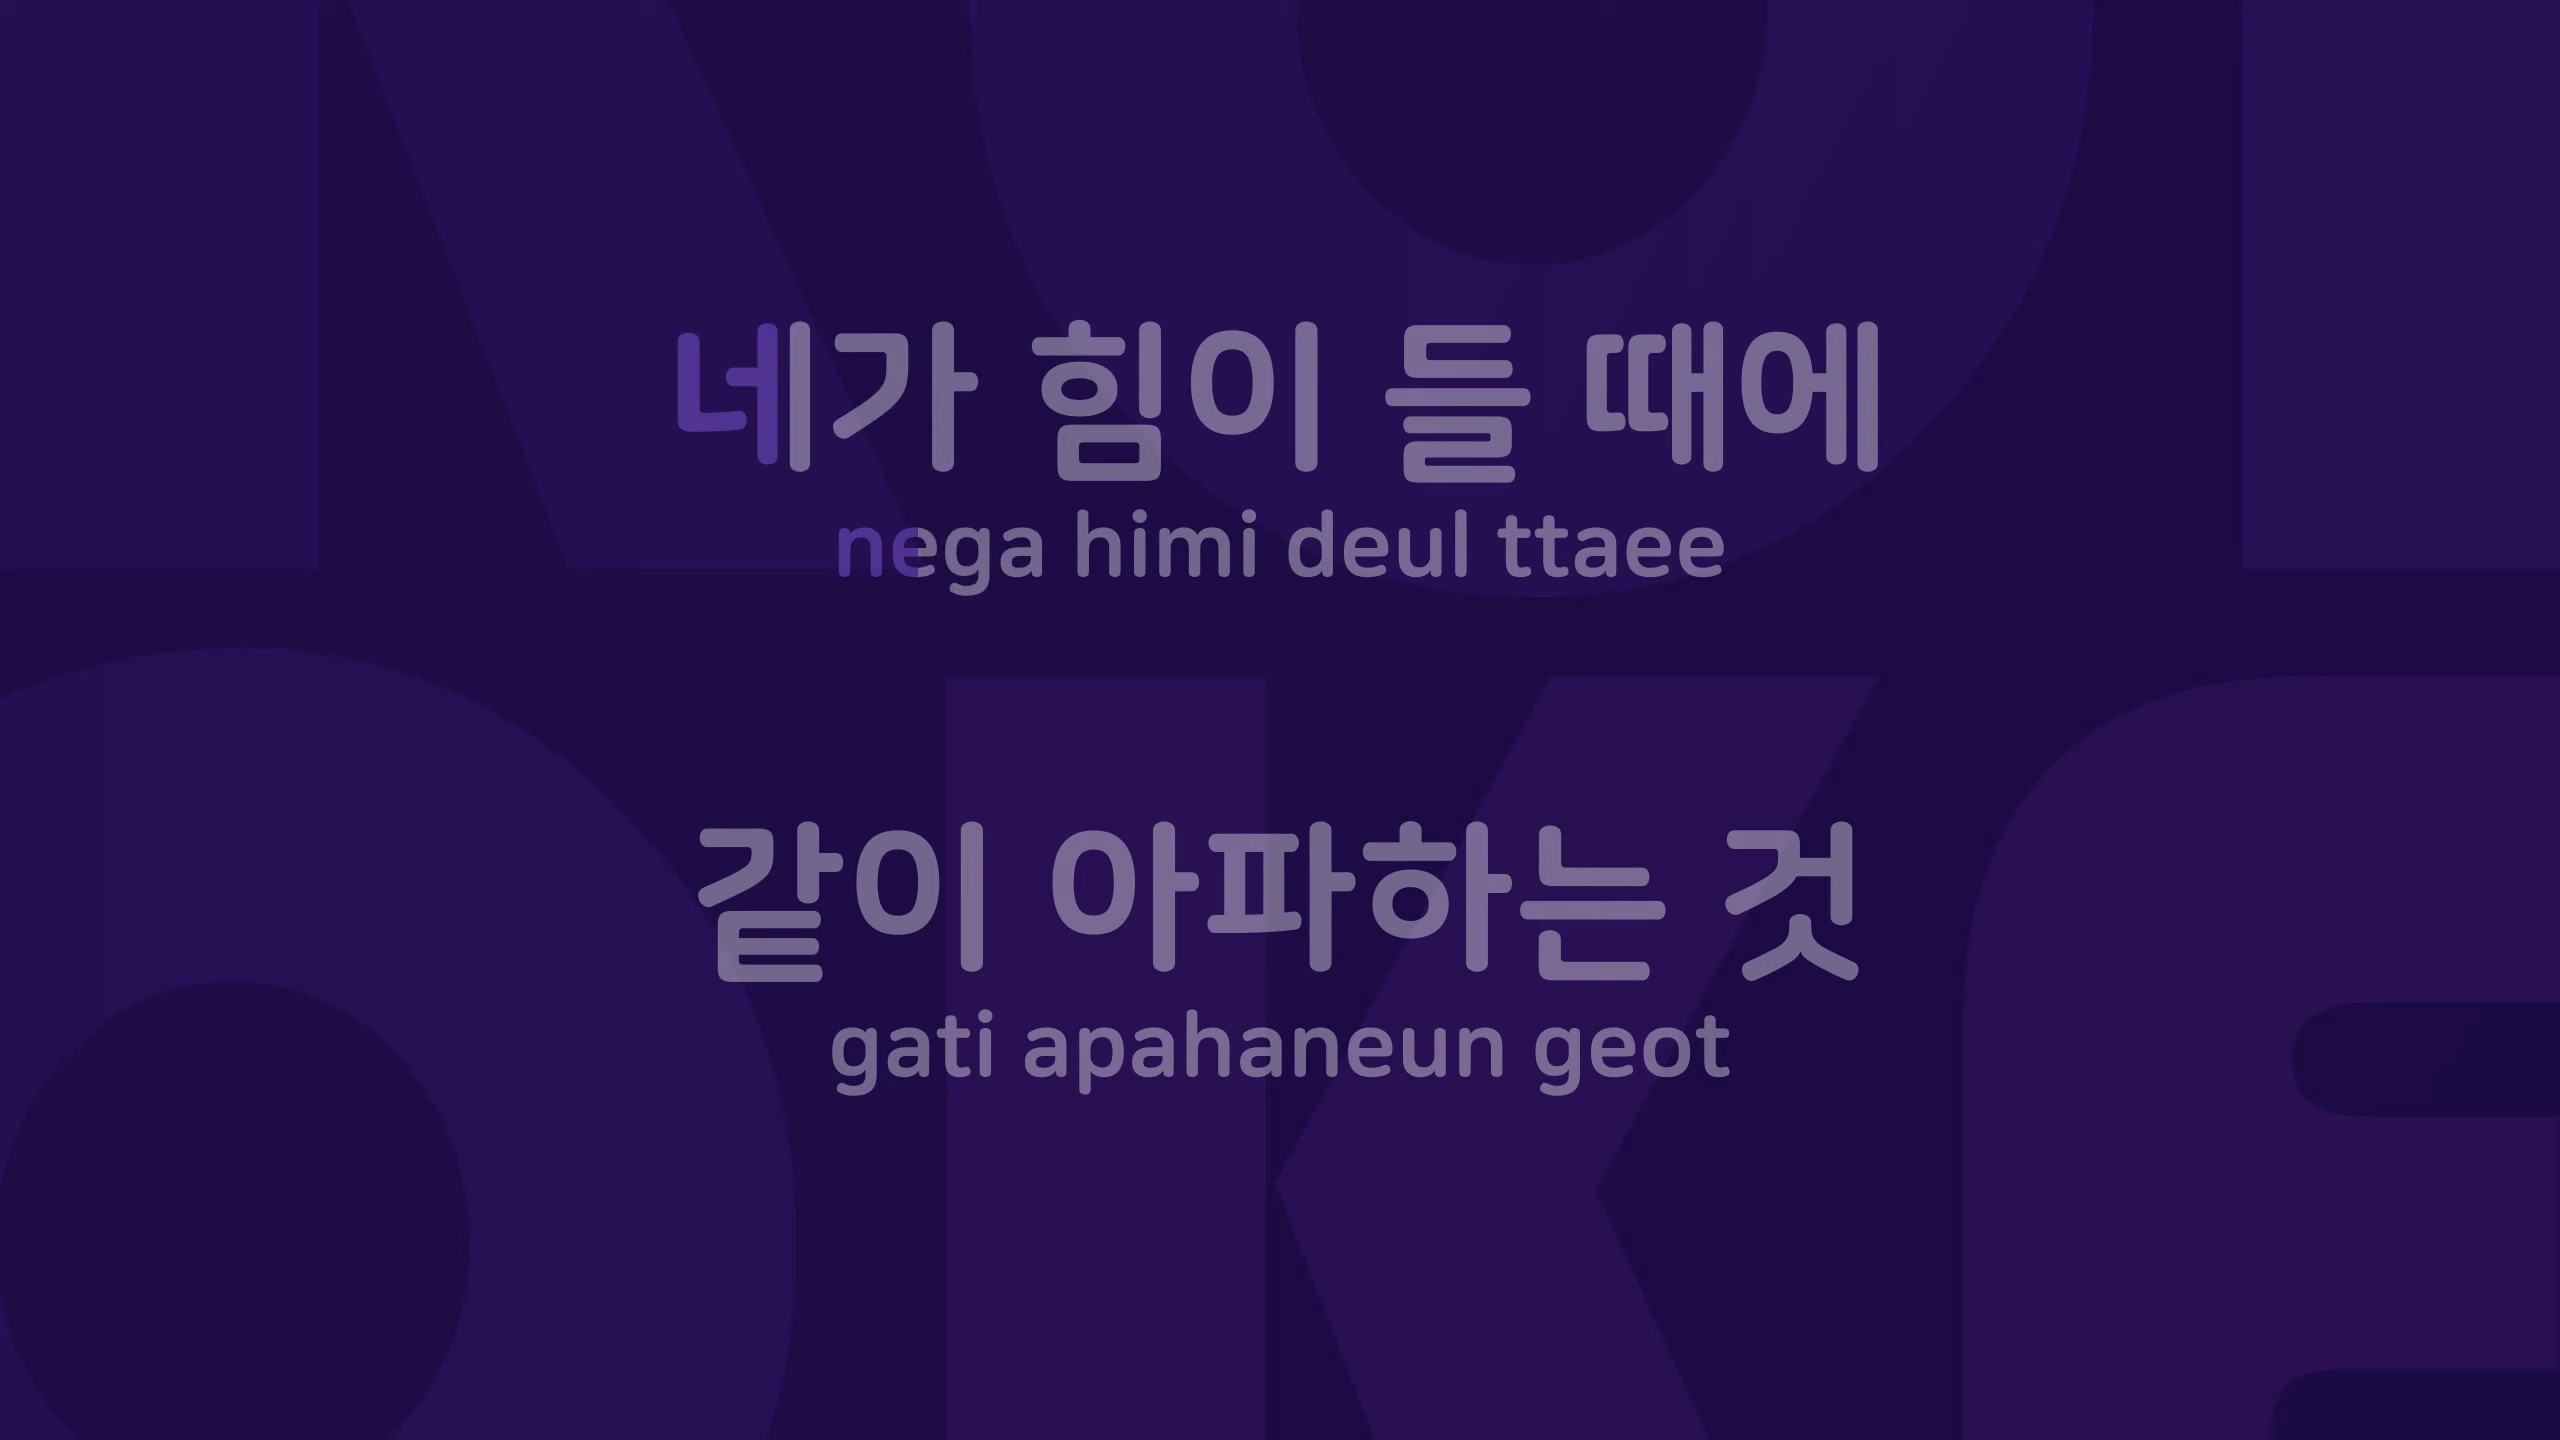 네가 힘이 들 때에
nega himi deul ttaee
같이 아파하는 것
gati apahaneun geot